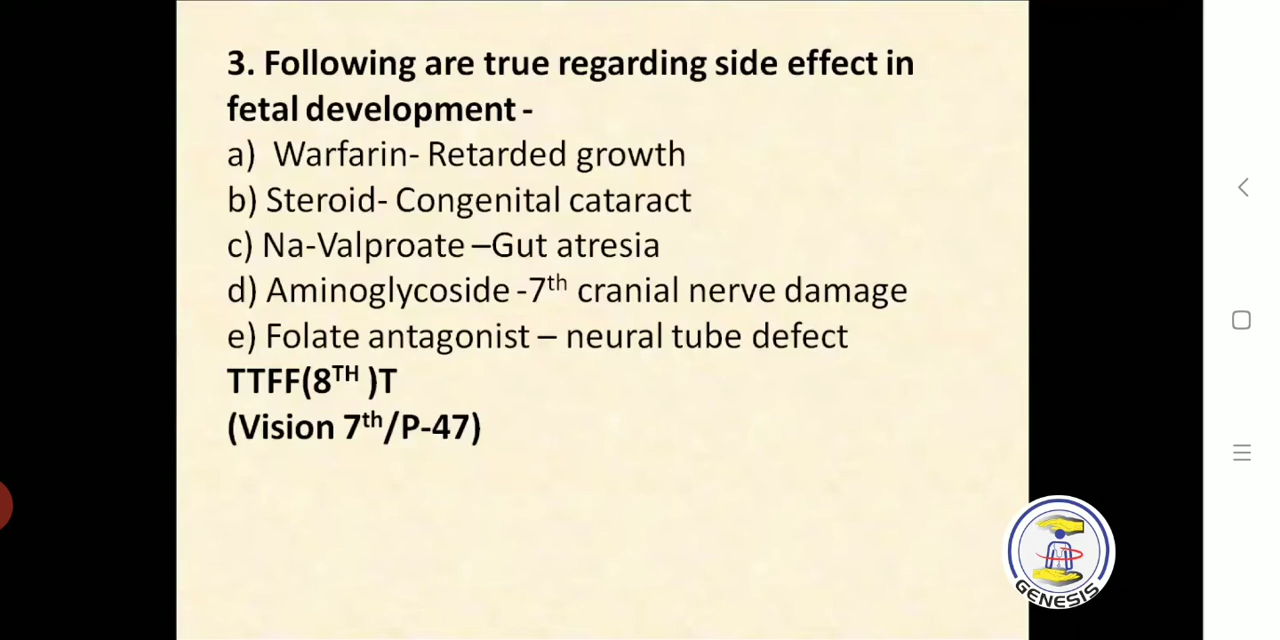 3. Following are true regarding side effect in
fetal development -
a) Warfarin- Retarded growth
b) Steroid- Congenital cataract
c) Na-Valproate –Gut atresia
d) Aminoglycoside -7th cranial nerve damage
e) Folate antagonist – neural tube defect
TTFF(8TH )T
(Vision 7th/P-47)
GENESIS